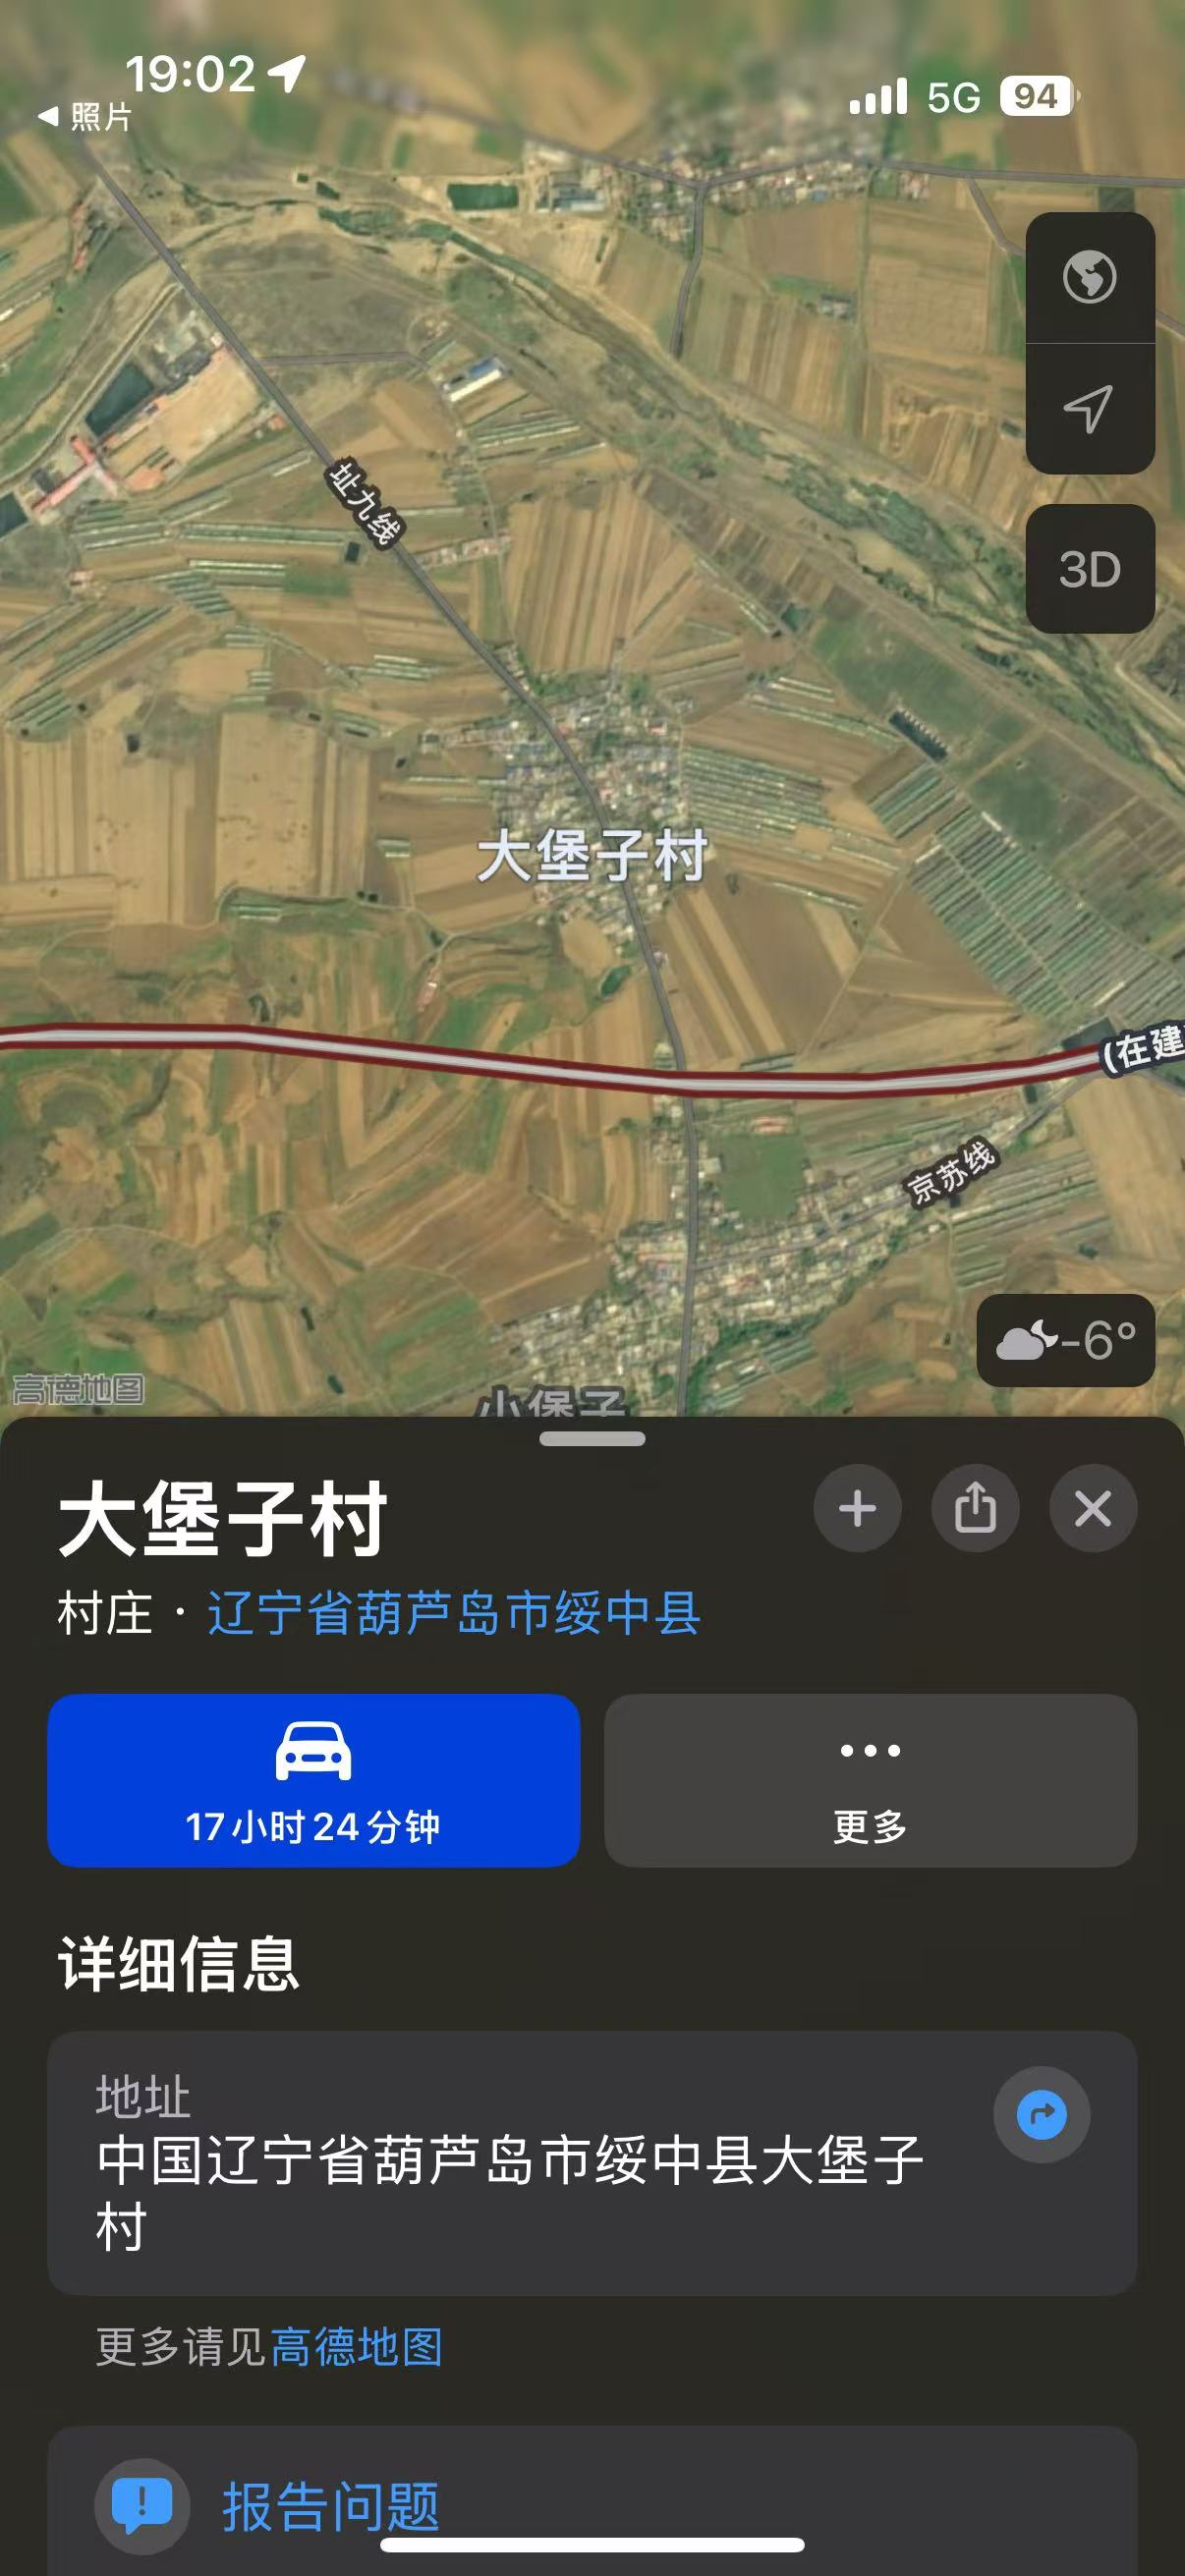 19:02
5G 94
照片
3D
址九线
大堡子村
(在建
京苏线
-6°
高德地图
小堡子
大堡子村
村庄 · 辽宁省葫芦岛市绥中县
17小时24分钟
更多
详细信息
地址
中国辽宁省葫芦岛市绥中县大堡子
村
更多请见高德地图
报告问题